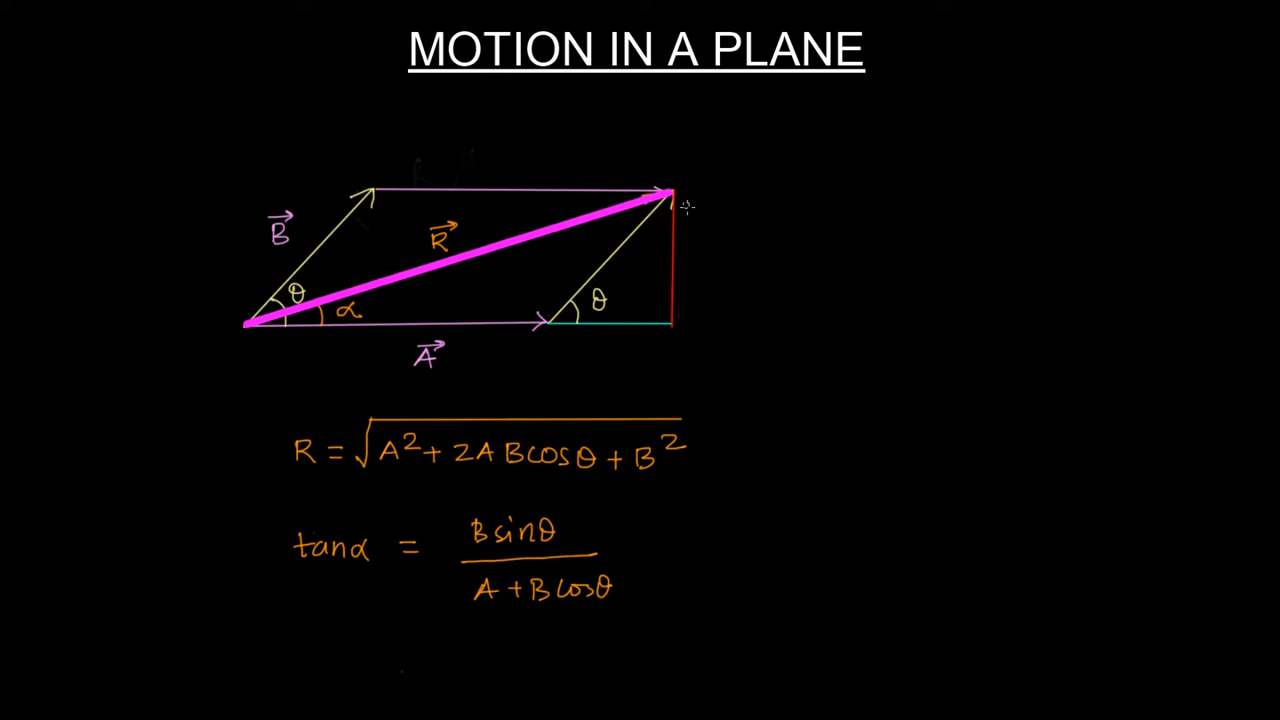 MOTION IN A PLANE
B⃗
R⃗
θ
α
θ
A⃗
R = √(A² + 2ABcosθ + B²)
tanα = Bsinθ / (A + Bcosθ)